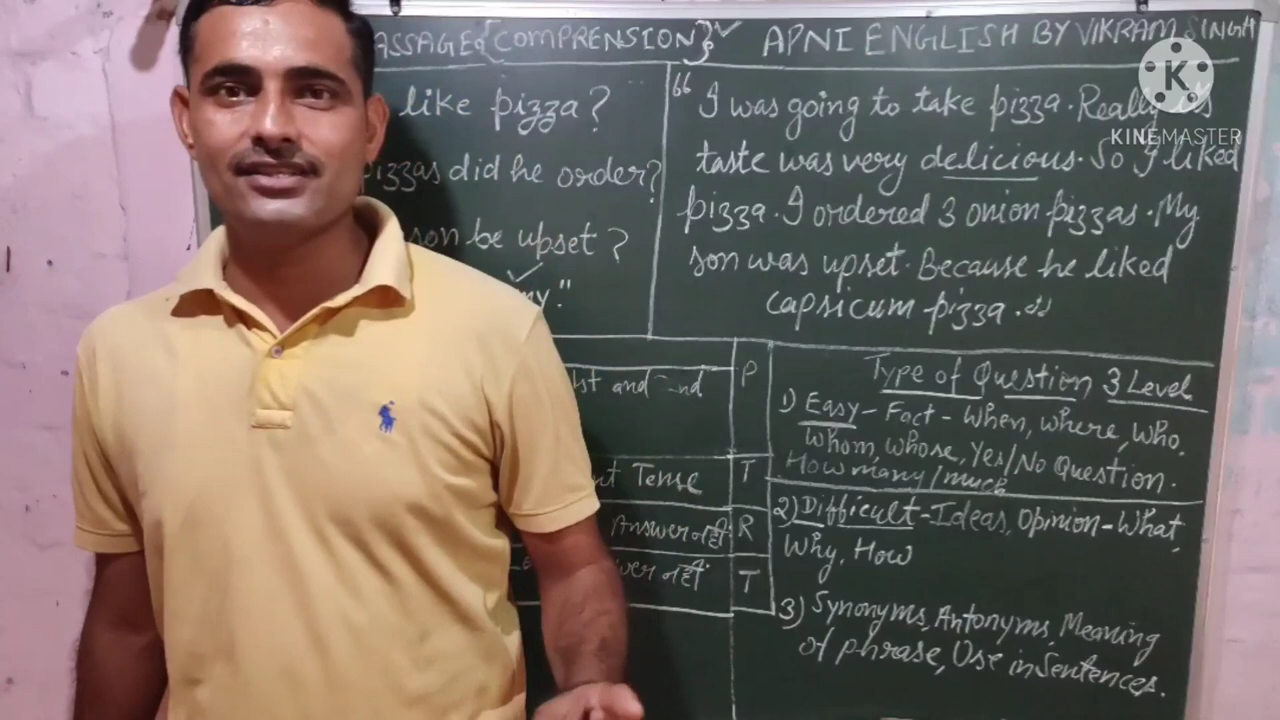 PASSAGE{COMPRENSION} APNI ENGLISH BY VIKRAM SINGH
KINEMASTER
like pizza?
pizzas did he order?
son be upset?
"I was going to take pizza. Really its
taste was very delicious. So I liked
pizza. I ordered 3 onion pizzas. My
son was upset. Because he liked
capsicum pizza."
and
P
Tense
T
Answer नहीं
R
नहीं
T
Type of Question 3 Level
1) Easy - Fact - When, where, who,
whom, whose, Yes/No Question.
How many/much
2) Difficult - Ideas, Opinion - What,
Why, How
3) Synonyms, Antonyms, Meaning
of phrase, Use in Sentences.